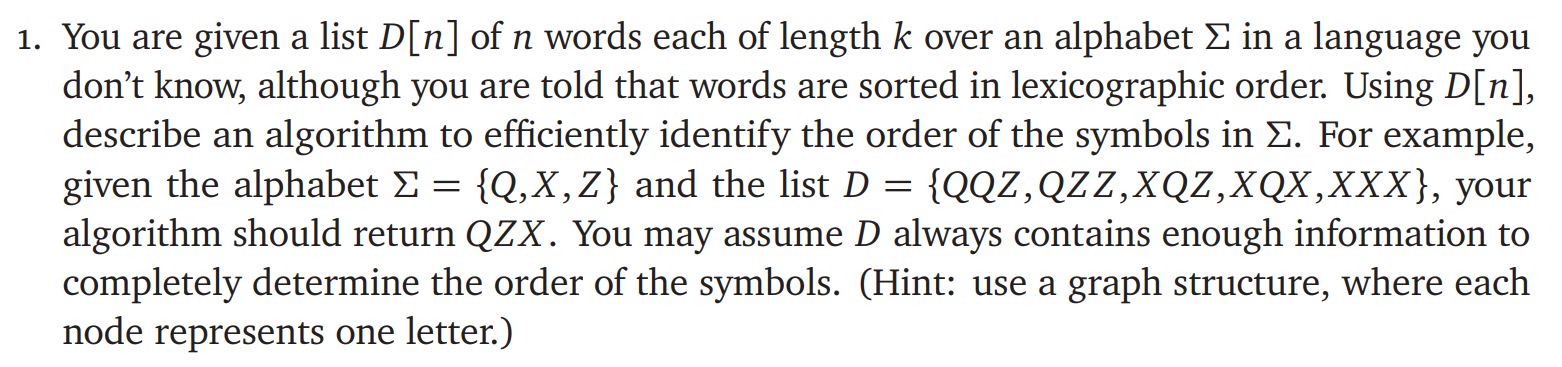 1. You are given a list D[n] of n words each of length k over an alphabet Σ in a language you
don’t know, although you are told that words are sorted in lexicographic order. Using D[n],
describe an algorithm to efficiently identify the order of the symbols in Σ. For example,
given the alphabet Σ = {Q,X,Z} and the list D = {QQZ,QZZ,XQZ,XQX,XXX}, your
algorithm should return QZX. You may assume D always contains enough information to
completely determine the order of the symbols. (Hint: use a graph structure, where each
node represents one letter.)